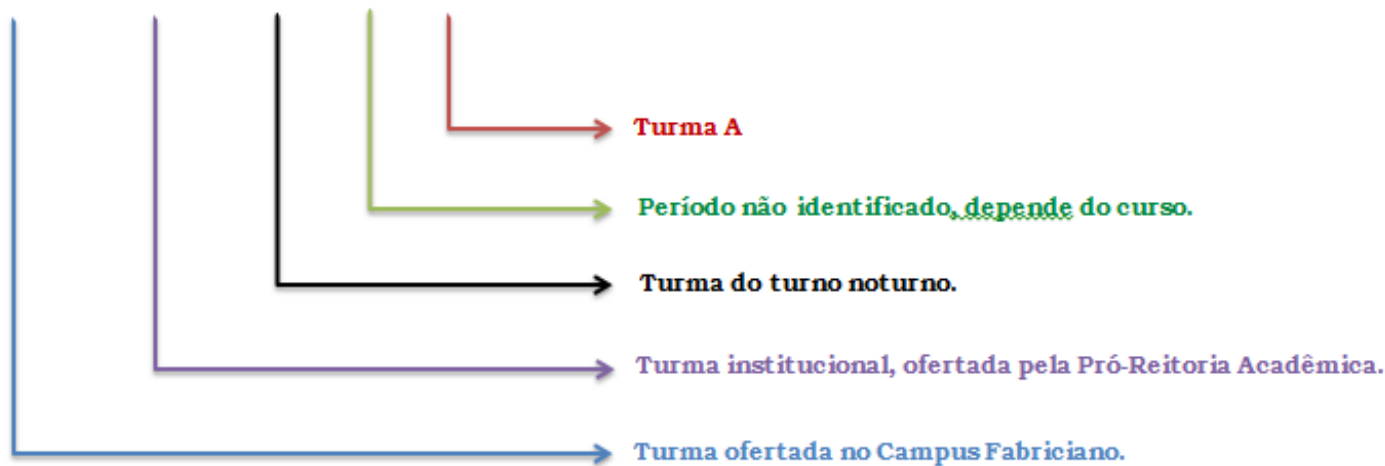 Turma A
Período não identificado, depende do curso.
Turma do turno noturno.
Turma institucional, ofertada pela Pró-Reitoria Acadêmica.
Turma ofertada no Campus Fabriciano.